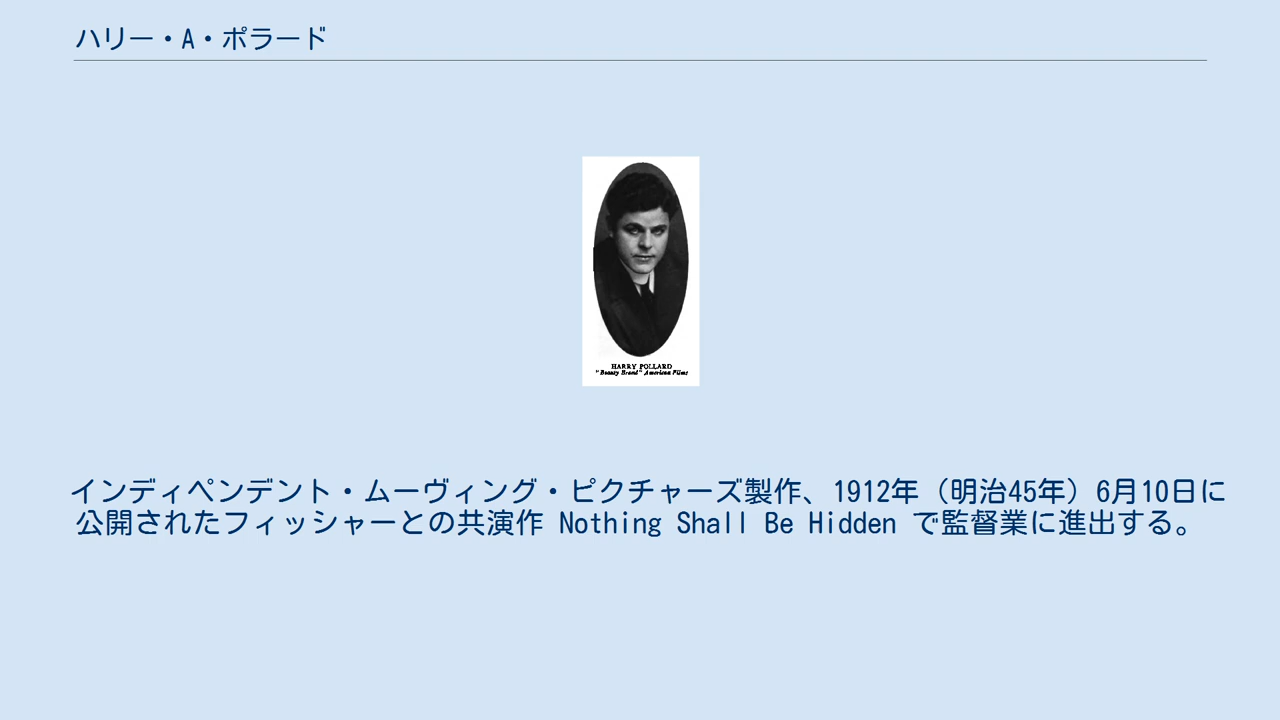 ハリー・A・ポラード
HARRY POLLARD
"Beauty Brand" American Films
インディペンデント・ムーヴィング・ピクチャーズ製作、1912年（明治45年）6月10日に
公開されたフィッシャーとの共演作 Nothing Shall Be Hidden で監督業に進出する。